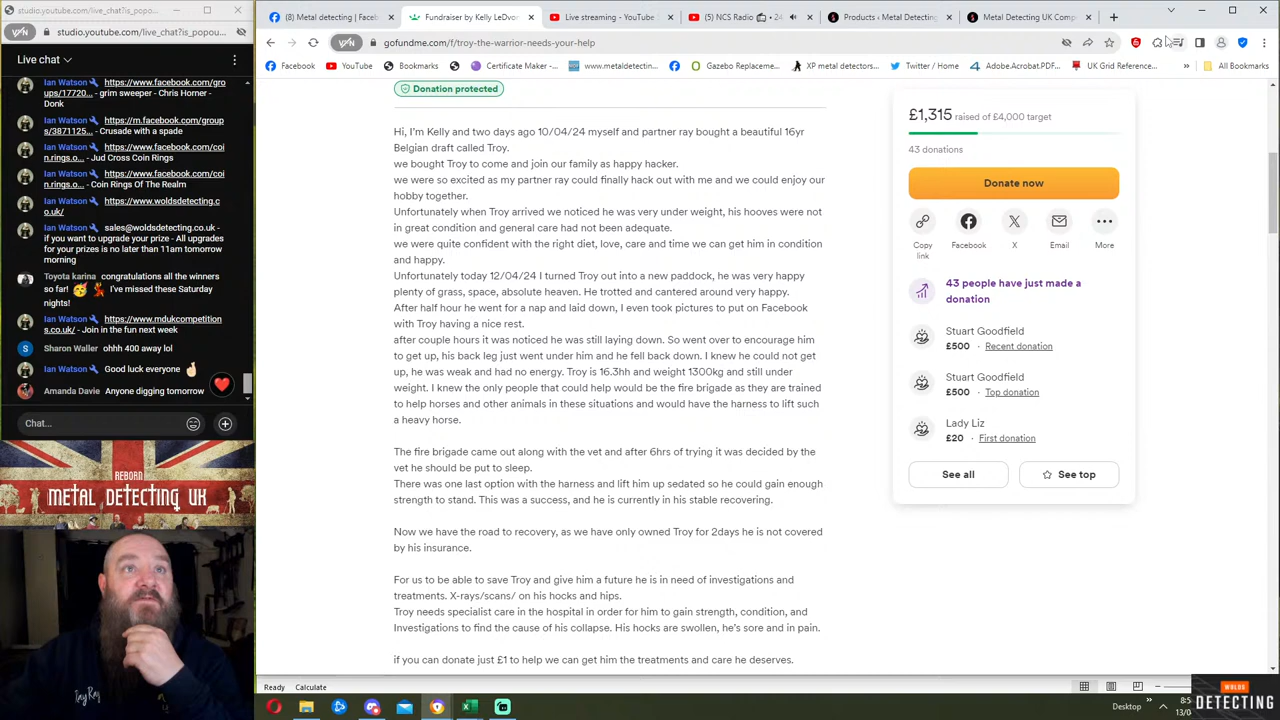 studio.youtube.com/live_chat?is_popou...
studio.youtube.com/live_chat?is_popou...
Live chat
Ian Watson https://www.facebook.com/gro
ups/17720... - grim sweeper - Chris Horner -
Donk
Ian Watson https://m.facebook.com/group
s/3871125... - Crusade with a spade
Ian Watson https://www.facebook.com/coi
n.rings.o... - Jud Cross Coin Rings
Ian Watson https://www.facebook.com/coi
n.rings.o... - Coin Rings Of The Realm
Ian Watson https://www.woldsdetecting.c
o.uk/
Ian Watson sales@woldsdetecting.co.uk -
if you want to upgrade your prize - All upgrades
for your prizes is no later than 11am tomorrow
morning
Toyota karina congratulations all the winners
so far! I've missed these Saturday
nights!
Ian Watson https://www.mdukcompetition
s.co.uk/ - Join in the fun next week
Sharon Waller ohhh 400 away lol
Ian Watson Good luck everyone
Amanda Davie Anyone digging tomorrow
Chat...
REBORN
METAL DETECTING UK
(8) Metal detecting | Faceb
Fundraiser by Kelly LeDvor
Live streaming - YouTube
(5) NCS Radio
Products ‹ Metal Detecting
Metal Detecting UK Comp
VPN
gofundme.com/f/troy-the-warrior-needs-your-help
Facebook
YouTube
Bookmarks
Certificate Maker -...
www.metaldetectin...
Gazebo Replaceme...
XP metal detectors...
Twitter / Home
Adobe.Acrobat.PDF...
UK Grid Reference...
»
All Bookmarks
Donation protected
Hi, I'm Kelly and two days ago 10/04/24 myself and partner ray bought a beautiful 16yr
Belgian draft called Troy.
we bought Troy to come and join our family as happy hacker.
we were so excited as my partner ray could finally hack out with me and we could enjoy our
hobby together.
Unfortunately when Troy arrived we noticed he was very under weight, his hooves were not
in great condition and general care had not been adequate.
we were quite confident with the right diet, love, care and time we can get him in condition
and happy.
Unfortunately today 12/04/24 I turned Troy out into a new paddock, he was very happy
plenty of grass, space, absolute heaven. He trotted and cantered around very happy.
After half hour he went for a nap and laid down, I even took pictures to put on Facebook
with Troy having a nice rest.
after couple hours it was noticed he was still laying down. So went over to encourage him
to get up, his back leg just went under him and he fell back down. I knew he could not get
up, he was weak and had no energy. Troy is 16.3hh and weight 1300kg and still under
weight. I knew the only people that could help would be the fire brigade as they are trained
to help horses and other animals in these situations and would have the harness to lift such
a heavy horse.
The fire brigade came out along with the vet and after 6hrs of trying it was decided by the
vet he should be put to sleep.
There was one last option with the harness and lift him up sedated so he could gain enough
strength to stand. This was a success, and he is currently in his stable recovering.
Now we have the road to recovery, as we have only owned Troy for 2days he is not covered
by his insurance.
For us to be able to save Troy and give him a future he is in need of investigations and
treatments. X-rays/scans/ on his hocks and hips.
Troy needs specialist care in the hospital in order for him to gain strength, condition, and
Investigations to find the cause of his collapse. His hocks are swollen, he's sore and in pain.
if you can donate just £1 to help we can get him the treatments and care he deserves.
£1,315 raised of £4,000 target
43 donations
Donate now
Copy
link
Facebook
X
Email
More
43 people have just made a
donation
Stuart Goodfield
£500 · Recent donation
Stuart Goodfield
£500 · Top donation
Lady Liz
£20 · First donation
See all
See top
Ready Calculate
Desktop
WOLDS
DETECTING